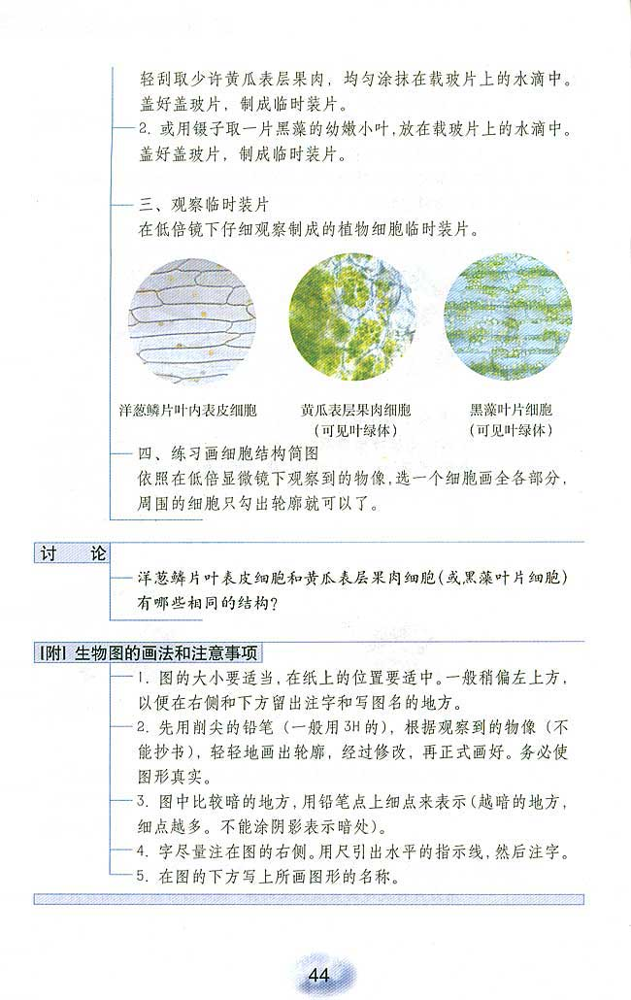 轻刮取少许黄瓜表层果肉，均匀涂抹在载玻片上的水滴中。
盖好盖玻片，制成临时装片。
2. 或用镊子取一片黑藻的幼嫩小叶，放在载玻片上的水滴中。
盖好盖玻片，制成临时装片。
三、观察临时装片
在低倍镜下仔细观察制成的植物细胞临时装片。
洋葱鳞片叶内表皮细胞
黄瓜表层果肉细胞
（可见叶绿体）
黑藻叶片细胞
（可见叶绿体）
四、练习画细胞结构简图
依照在低倍显微镜下观察到的物像，选一个细胞画全各部分，
周围的细胞只勾出轮廓就可以了。
讨 论
洋葱鳞片叶表皮细胞和黄瓜表层果肉细胞（或黑藻叶片细胞）
有哪些相同的结构？
|附| 生物图的画法和注意事项
1. 图的大小要适当，在纸上的位置要适中。一般稍偏左上方，
以便在右侧和下方留出注字和写图名的地方。
2. 先用削尖的铅笔（一般用3H的），根据观察到的物像（不
能抄书），轻轻地画出轮廓，经过修改，再正式画好。务必使
图形真实。
3. 图中比较暗的地方，用铅笔点上细点来表示（越暗的地方，
细点越多。不能涂阴影表示暗处）。
4. 字尽量注在图的右侧。用尺引出水平的指示线，然后注字。
5. 在图的下方写上所画图形的名称。
44